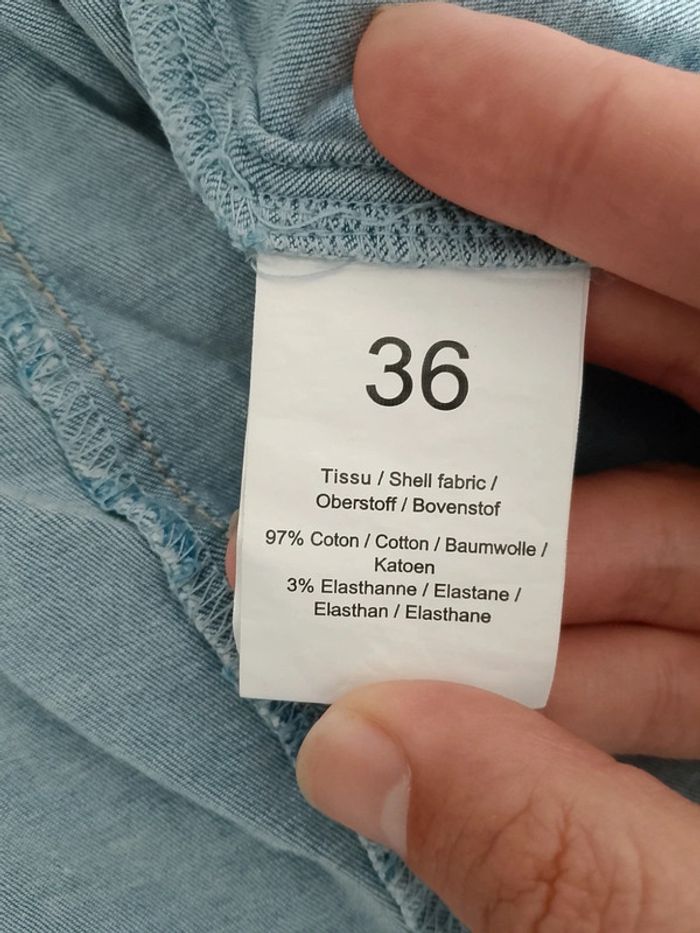 36
Tissu / Shell fabric /
Oberstoff / Bovenstof
97% Coton / Cotton / Baumwolle /
Katoen
3% Elasthanne / Elastane /
Elasthan / Elasthane